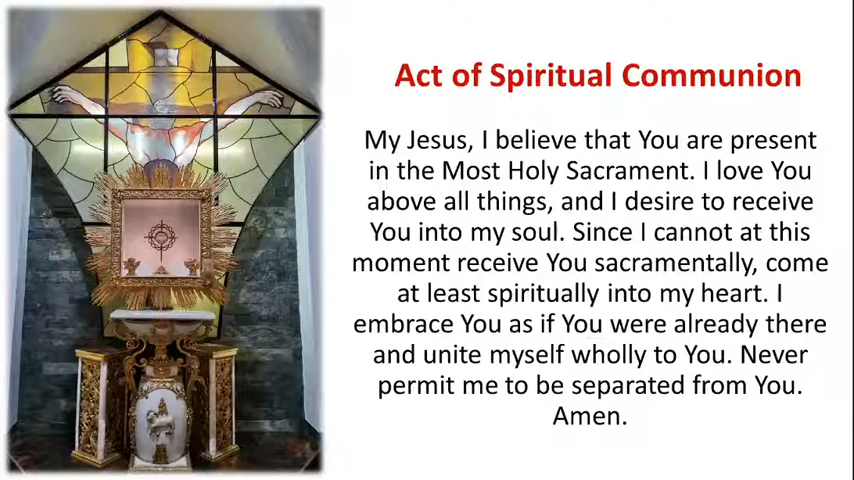 Act of Spiritual Communion
My Jesus, I believe that You are present
in the Most Holy Sacrament. I love You
above all things, and I desire to receive
You into my soul. Since I cannot at this
moment receive You sacramentally, come
at least spiritually into my heart. I
embrace You as if You were already there
and unite myself wholly to You. Never
permit me to be separated from You.
Amen.